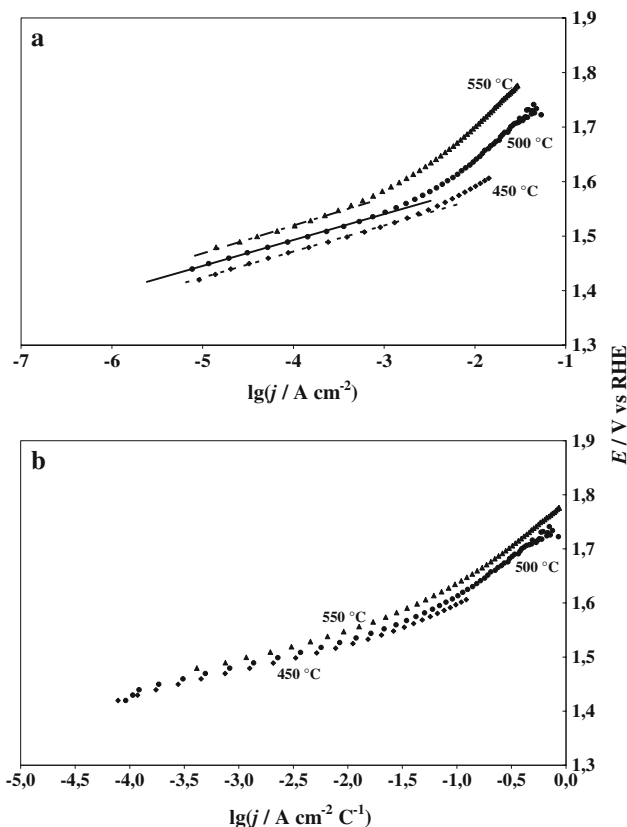 a
550 °C
500 °C
450 °C
1,9
1,8
1,7
1,6
1,5
1,4
1,3
-7 -6 -5 -4 -3 -2 -1
lg(j / A cm-2)
E / V vs RHE
b
550 °C
500 °C
450 °C
1,9
1,8
1,7
1,6
1,5
1,4
1,3
-5,0 -4,5 -4,0 -3,5 -3,0 -2,5 -2,0 -1,5 -1,0 -0,5 0,0
lg(j / A cm-2 C-1)